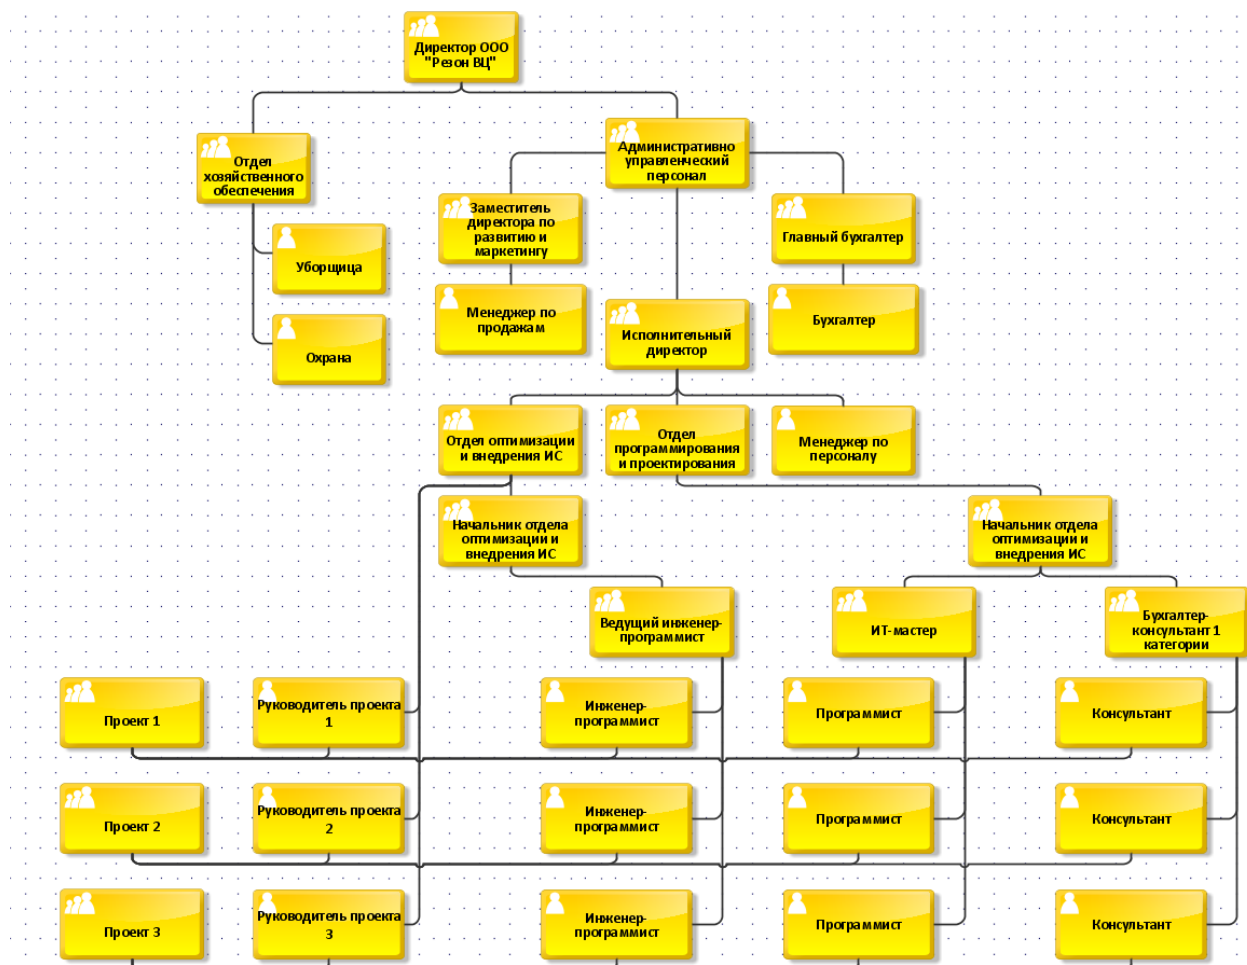 Директор ООО
"Резон ВЦ"
Отдел
хозяйственного
обеспечения
Административно
управленческий
персонал
Заместитель
директора по
развитию и
маркетингу
Главный бухгалтер
Уборщица
Менеджер по
продажам
Бухгалтер
Охрана
Исполнительный
директор
Отдел оптимизации
и внедрения ИС
Отдел
программирования
и проектирования
Менеджер по
персоналу
Начальник отдела
оптимизации и
внедрения ИС
Начальник отдела
оптимизации и
внедрения ИС
Ведущий инженер-
программист
ИТ-мастер
Бухгалтер-
консультант 1
категории
Проект 1
Руководитель проекта
1
Инженер-
программист
Программист
Консультант
Проект 2
Руководитель проекта
2
Инженер-
программист
Программист
Консультант
Проект 3
Руководитель проекта
3
Инженер-
программист
Программист
Консультант